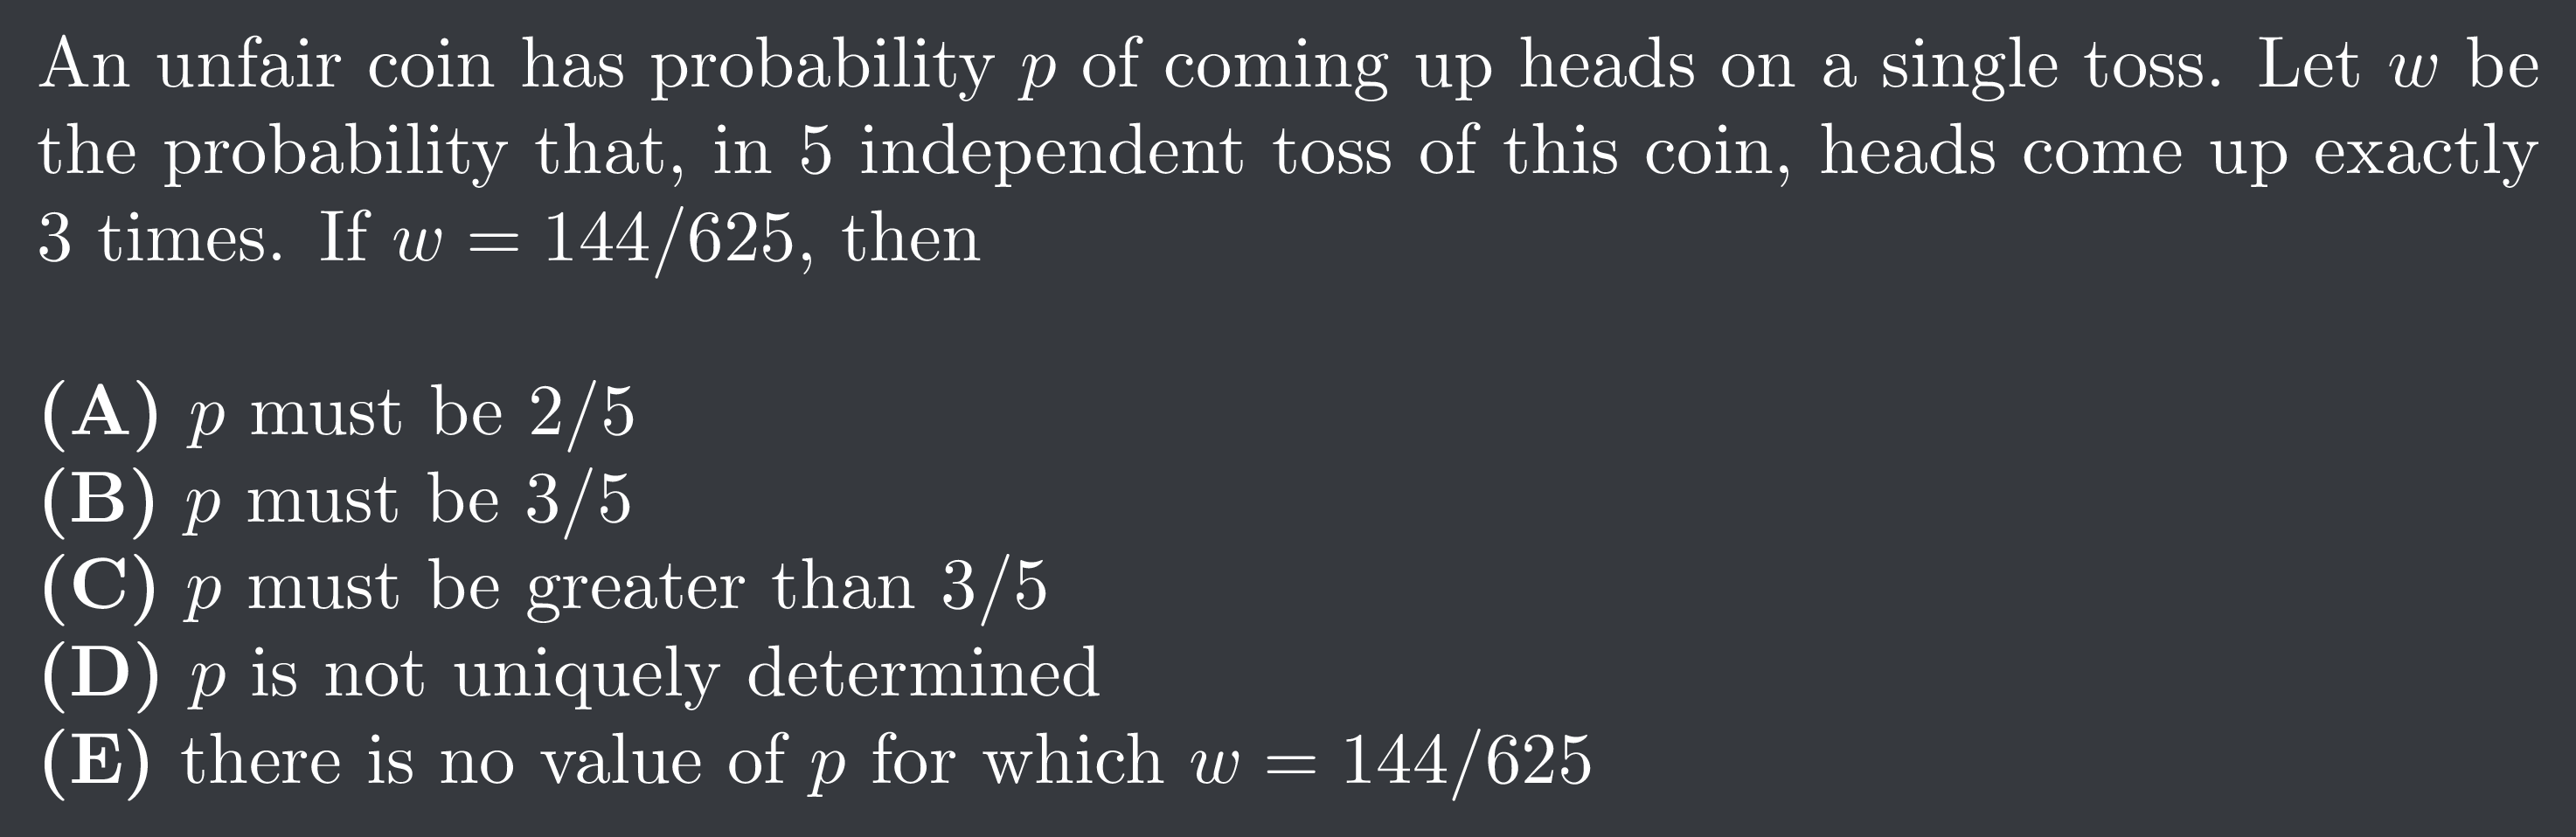 An unfair coin has probability p of coming up heads on a single toss. Let w be
the probability that, in 5 independent toss of this coin, heads come up exactly
3 times. If w = 144/625, then
(A) p must be 2/5
(B) p must be 3/5
(C) p must be greater than 3/5
(D) p is not uniquely determined
(E) there is no value of p for which w = 144/625